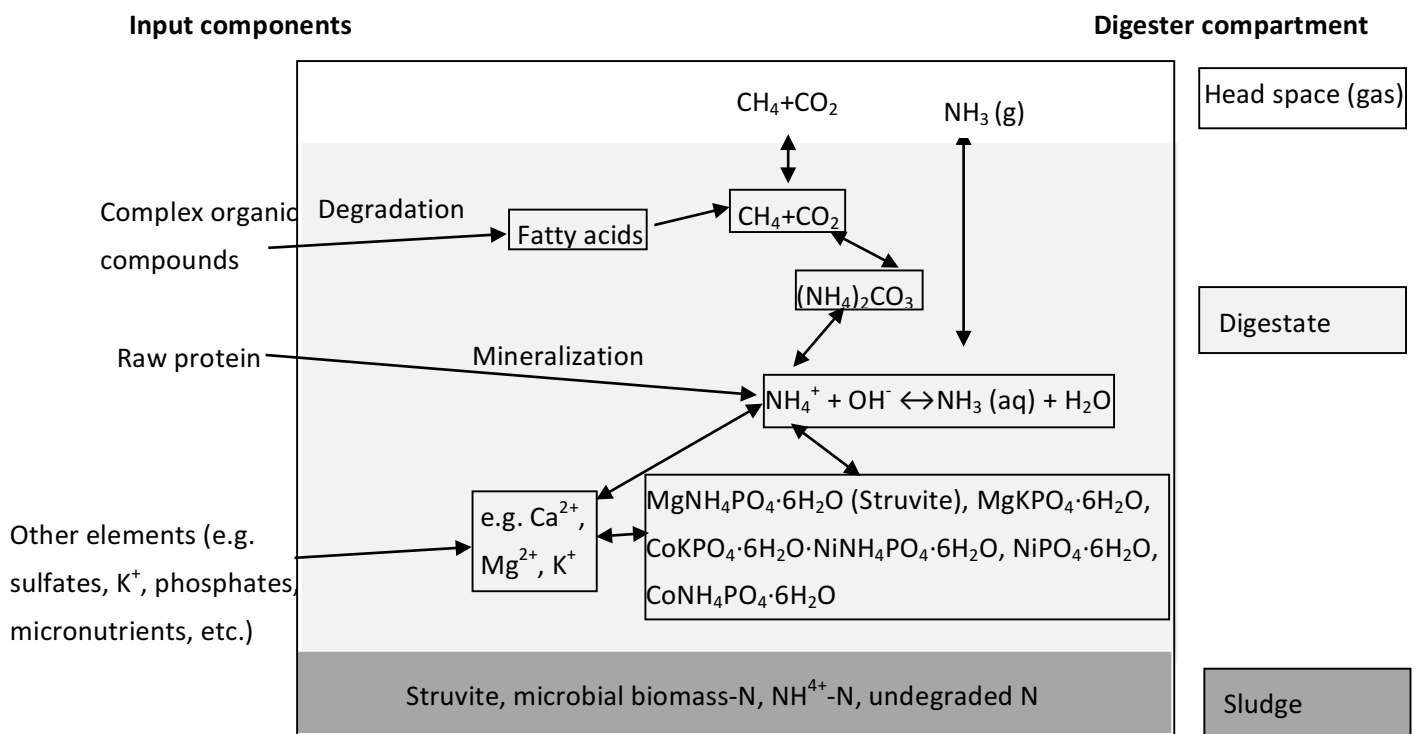 Input components
Digester compartment
Head space (gas)
CH₄+CO₂
NH₃ (g)
Complex organic
compounds
Degradation
Fatty acids
CH₄+CO₂
(NH₄)₂CO₃
Digestate
Raw protein
Mineralization
NH₄⁺ + OH⁻ ↔NH₃ (aq) + H₂O
Other elements (e.g.
sulfates, K⁺, phosphates,
micronutrients, etc.)
e.g. Ca²⁺,
Mg²⁺, K⁺
MgNH₄PO₄·6H₂O (Struvite), MgKPO₄·6H₂O,
CoKPO₄·6H₂O·NiNH₄PO₄·6H₂O, NiPO₄·6H₂O,
CoNH₄PO₄·6H₂O
Struvite, microbial biomass-N, NH⁴⁺-N, undegraded N
Sludge